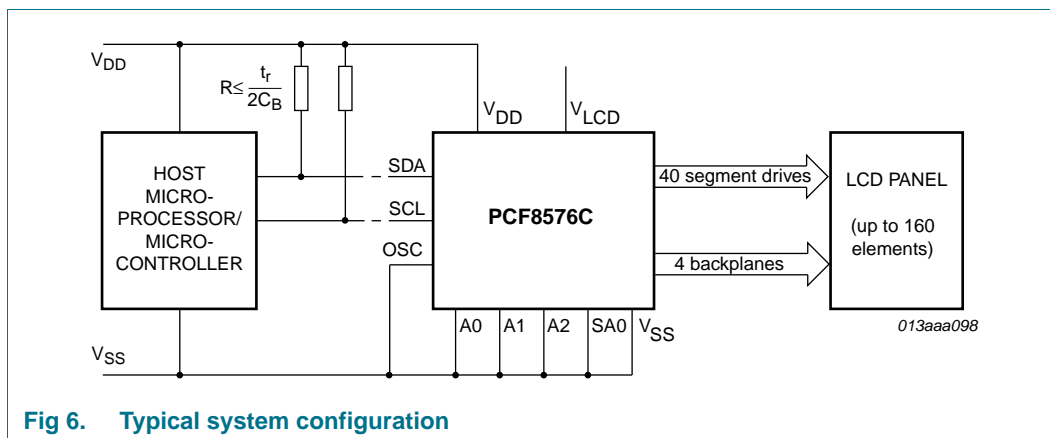 VDD
R≤ tr
2CB
VDD
VLCD
HOST
MICRO-
PROCESSOR/
MICRO-
CONTROLLER
SDA
SCL
OSC
PCF8576C
40 segment drives
4 backplanes
LCD PANEL
(up to 160
elements)
A0
A1
A2
SA0
VSS
VSS
013aaa098
Fig 6. Typical system configuration